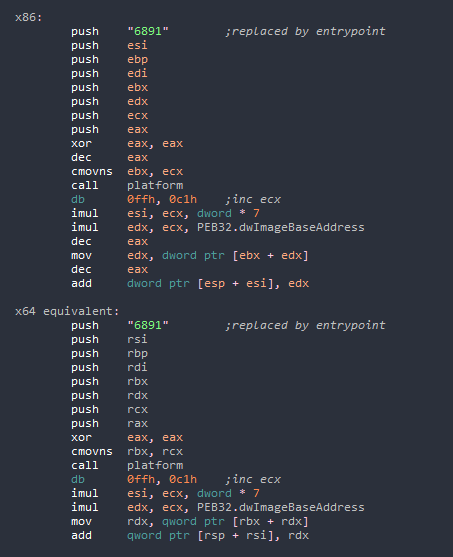 x86:
push "6891" ;replaced by entrypoint
push esi
push ebp
push edi
push ebx
push edx
push ecx
push eax
xor eax, eax
dec eax
cmovns ebx, ecx
call platform
db 0ffh, 0c1h ;inc ecx
imul esi, ecx, dword * 7
imul edx, ecx, PEB32.dwImageBaseAddress
dec eax
mov edx, dword ptr [ebx + edx]
dec eax
add dword ptr [esp + esi], edx
x64 equivalent:
push "6891" ;replaced by entrypoint
push rsi
push rbp
push rdi
push rbx
push rdx
push rcx
push rax
xor eax, eax
cmovns rbx, rcx
call platform
db 0ffh, 0c1h ;inc ecx
imul esi, ecx, dword * 7
imul edx, ecx, PEB32.dwImageBaseAddress
mov rdx, qword ptr [rbx + rdx]
add qword ptr [rsp + rsi], rdx